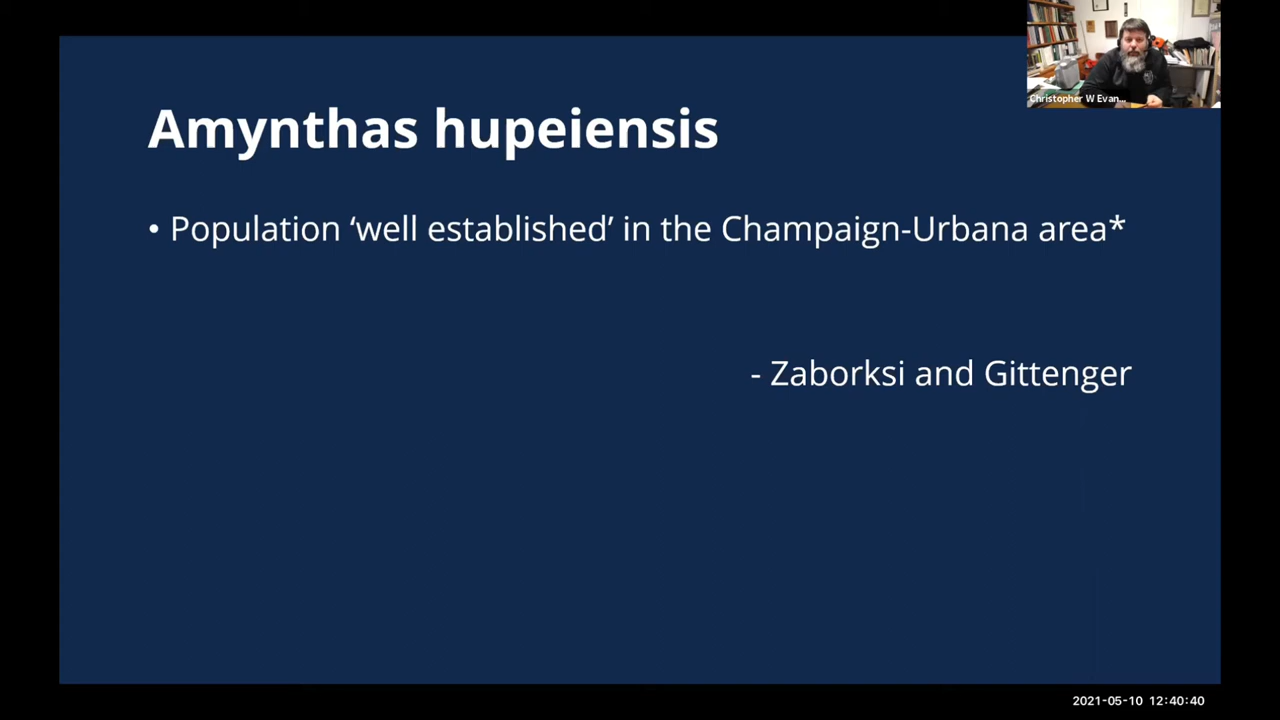 Christopher W Evan...
Amynthas hupeiensis
• Population ‘well established’ in the Champaign-Urbana area*
- Zaborksi and Gittenger
2021-05-10 12:40:40